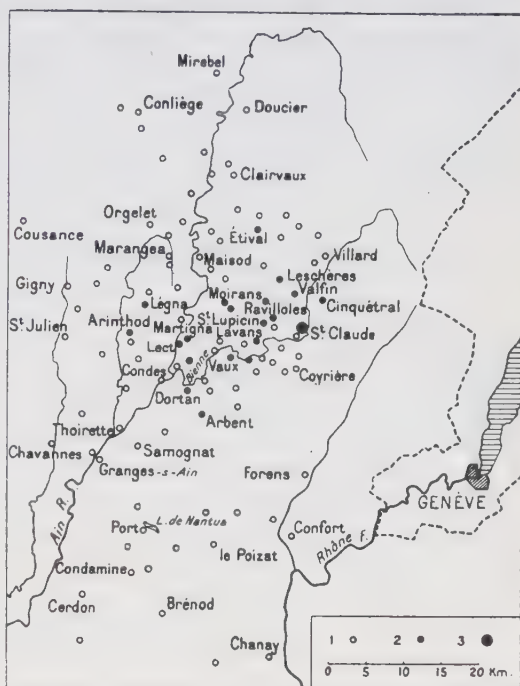 Mirebel
Conliège
Doucier
Clairvaux
Orgelet
Cousance
Étival
Marangea
Maisod
Villard
Leschères
Gigny
Moirans
Valfin
Légna
Ravilloles
Cinquétral
St Julien
Arinthod
St Lupicin
Martigna
St Claude
Lavans
Lect
Bienne
Condes
Vaux
Coyrière
Dortan
Arbent
Thoirette
Chavannes
Samognat
Granges-s-Ain
Forens
GENÉVE
Ain R.
Port
L. de Nantua
Confort
Rhône F.
le Poizat
Condamine
Cerdon
Brénod
Chanay
1 2 3
0 5 10 15 20 Km.